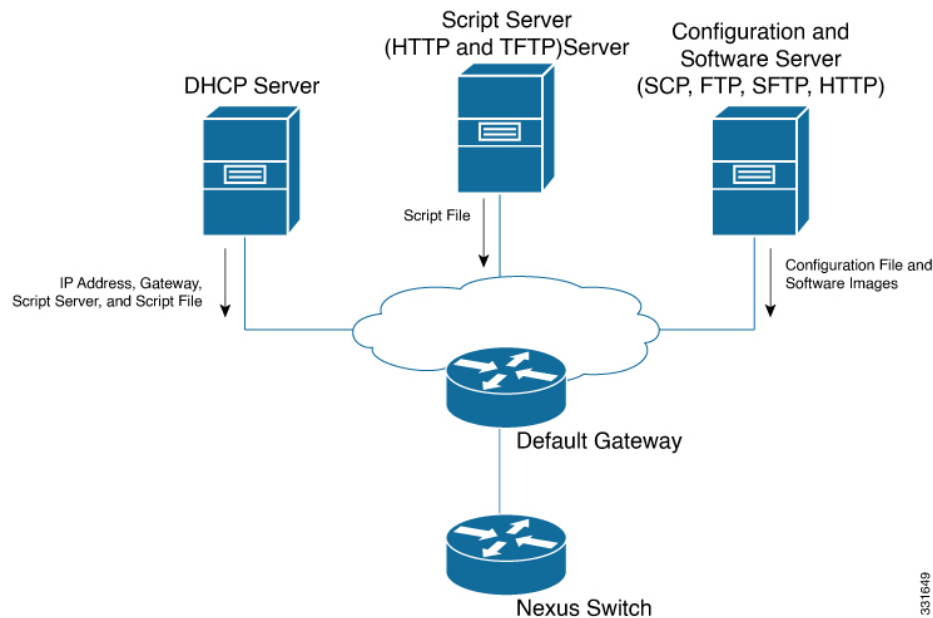 Script Server
(HTTP and TFTP)Server
Configuration and
Software Server
(SCP, FTP, SFTP, HTTP)
DHCP Server
Script File
IP Address, Gateway,
Script Server, and Script File
Configuration File and
Software Images
Default Gateway
Nexus Switch
331649